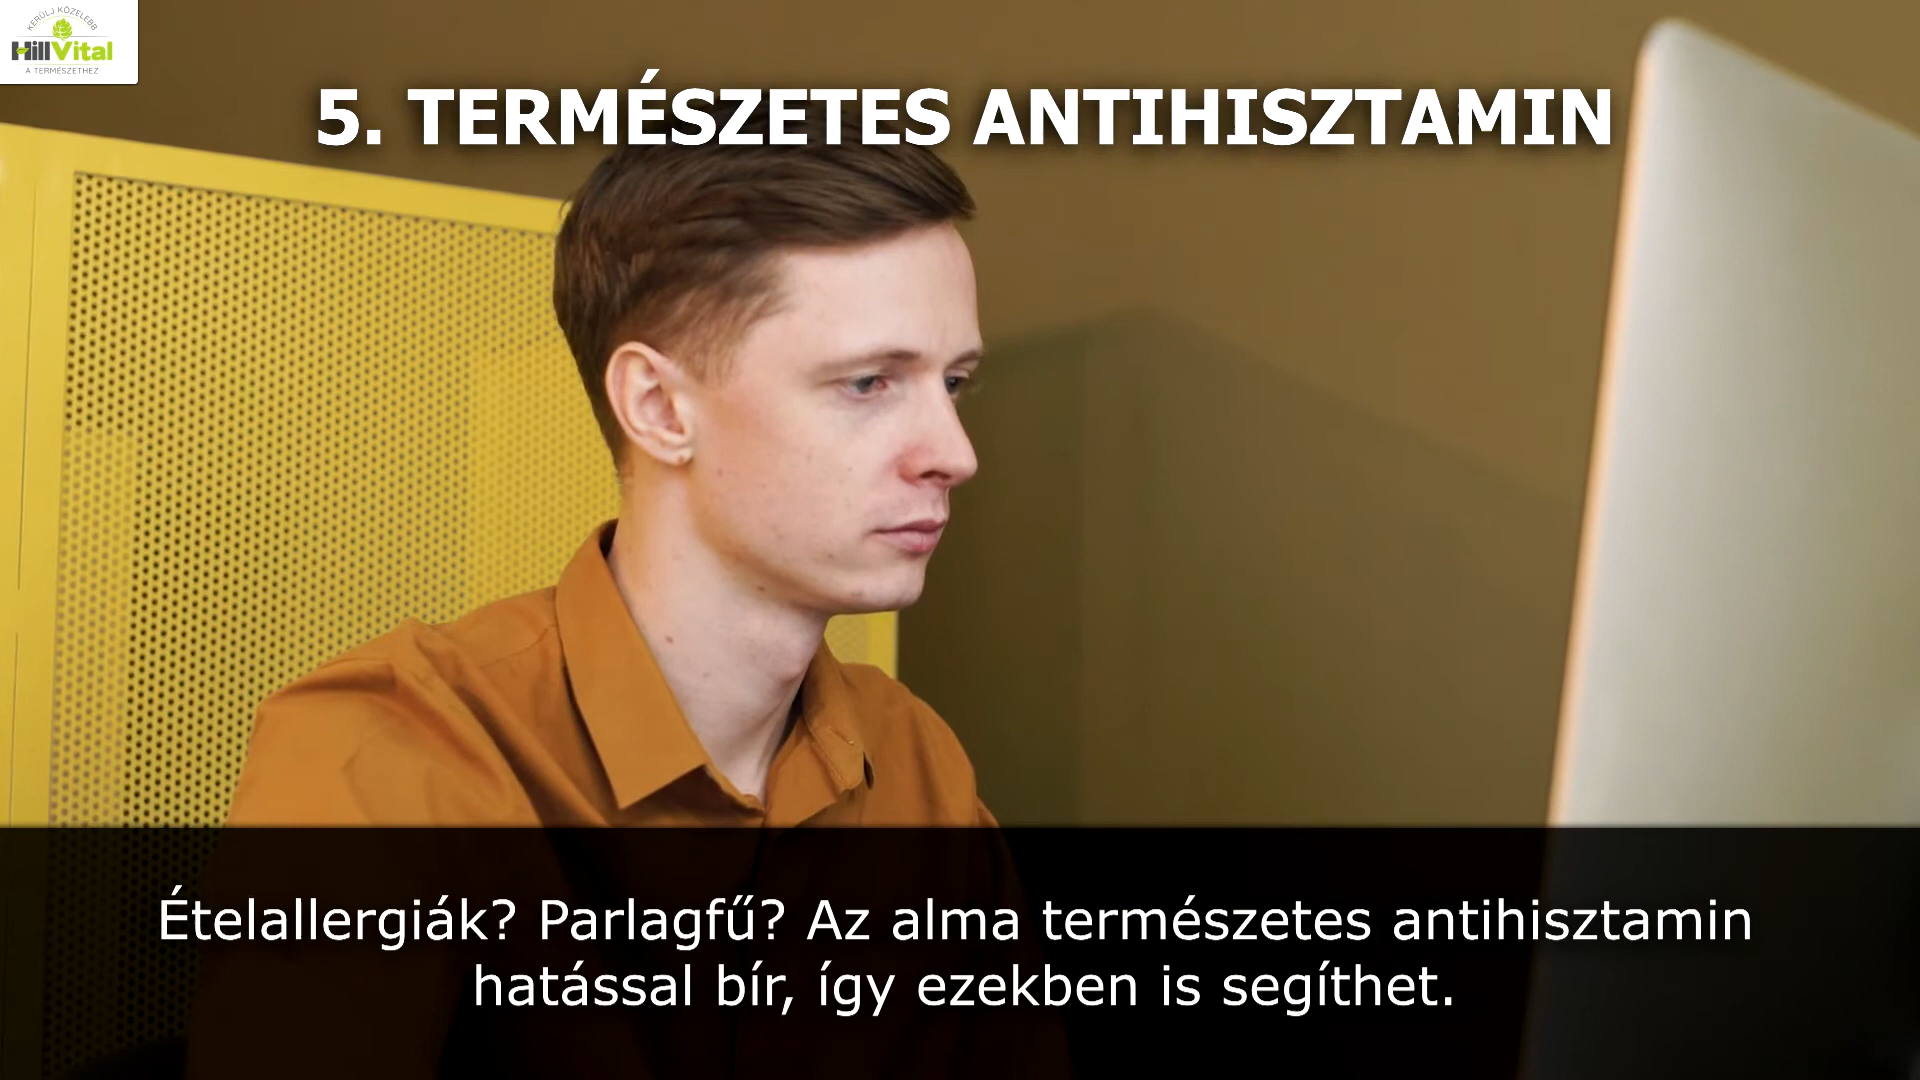 KERÜLJ KÖZELEBB
HillVital
A TERMÉSZETHEZ
5. TERMÉSZETES ANTIHISZTAMIN
Ételallergiák? Parlagfű? Az alma természetes antihisztamin
hatással bír, így ezekben is segíthet.